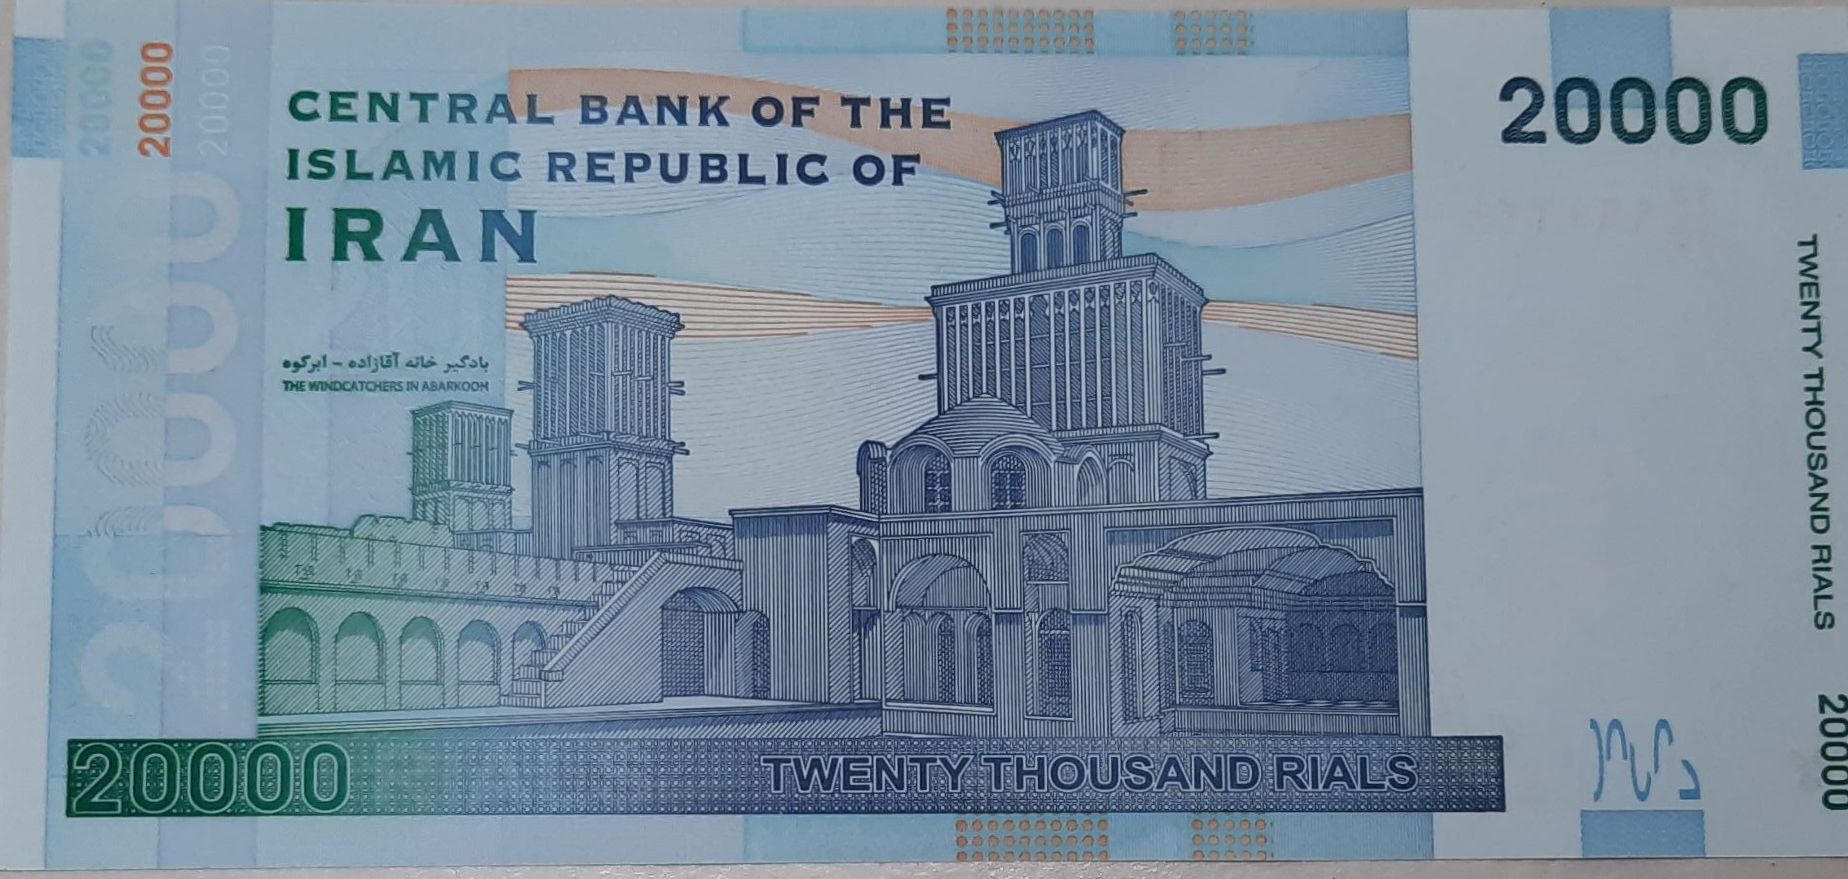 20000
20000
20000
CENTRAL BANK OF THE
ISLAMIC REPUBLIC OF
IRAN
بادگیر خانه آقازاده - ابرکوه
THE WINDCATCHERS IN ABARKOOH
20000
TWENTY THOUSAND RIALS
20000
20000
TWENTY THOUSAND RIALS
20000